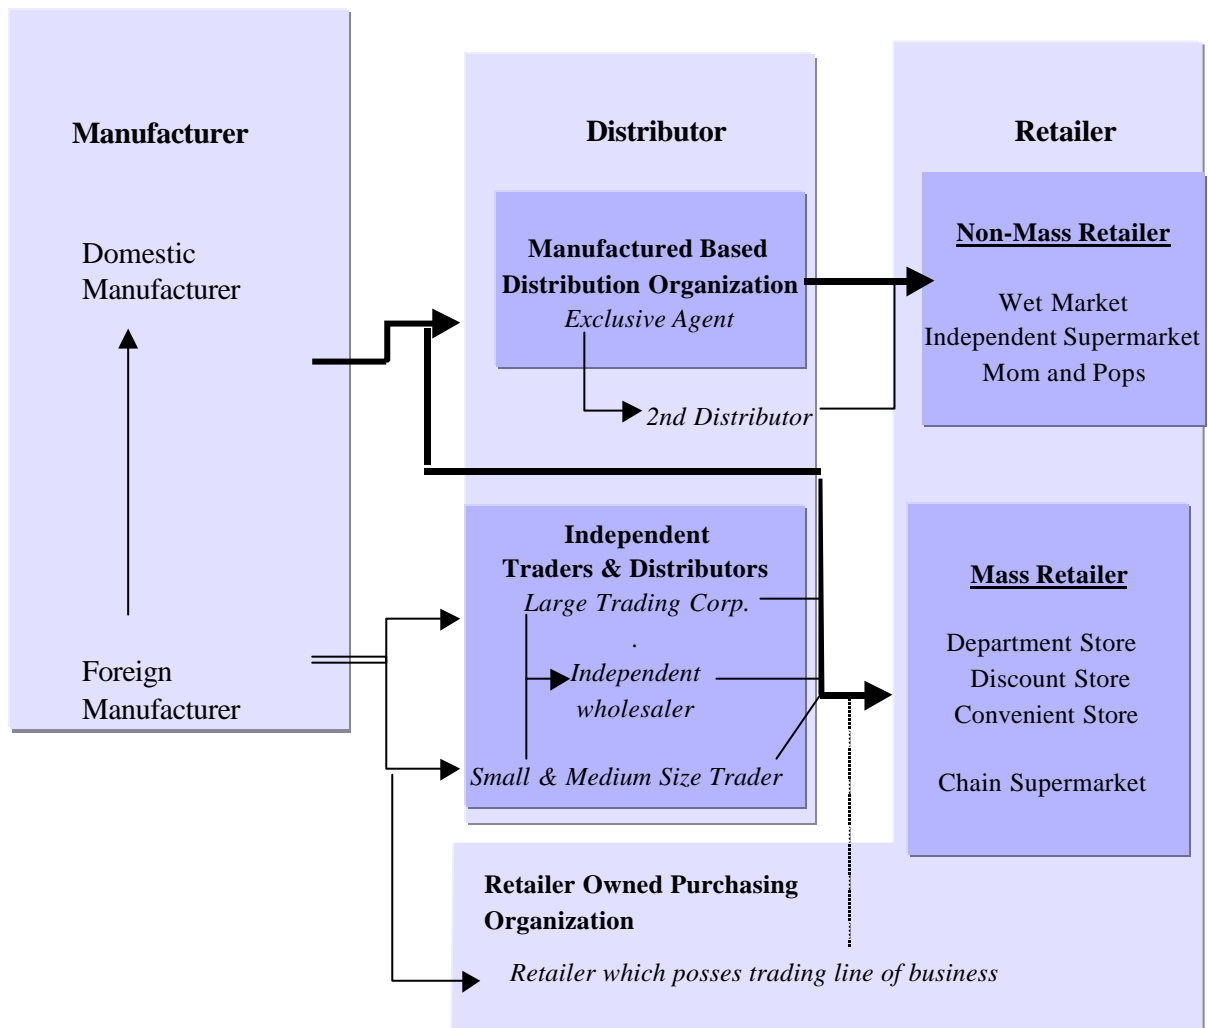 Manufacturer
Domestic
Manufacturer
Foreign
Manufacturer
Distributor
Manufactured Based
Distribution Organization
Exclusive Agent
2nd Distributor
Independent
Traders & Distributors
Large Trading Corp.
.
Independent
wholesaler
Small & Medium Size Trader
Retailer
Non-Mass Retailer
Wet Market
Independent Supermarket
Mom and Pops
Mass Retailer
Department Store
Discount Store
Convenient Store
Chain Supermarket
Retailer Owned Purchasing
Organization
Retailer which posses trading line of business